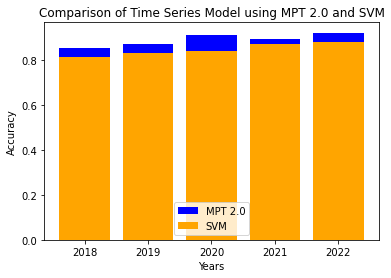 Comparison of Time Series Model using MPT 2.0 and SVM
Accuracy
0.8
0.6
0.4
0.2
0.0
MPT 2.0
SVM
2018 2019 2020 2021 2022
Years